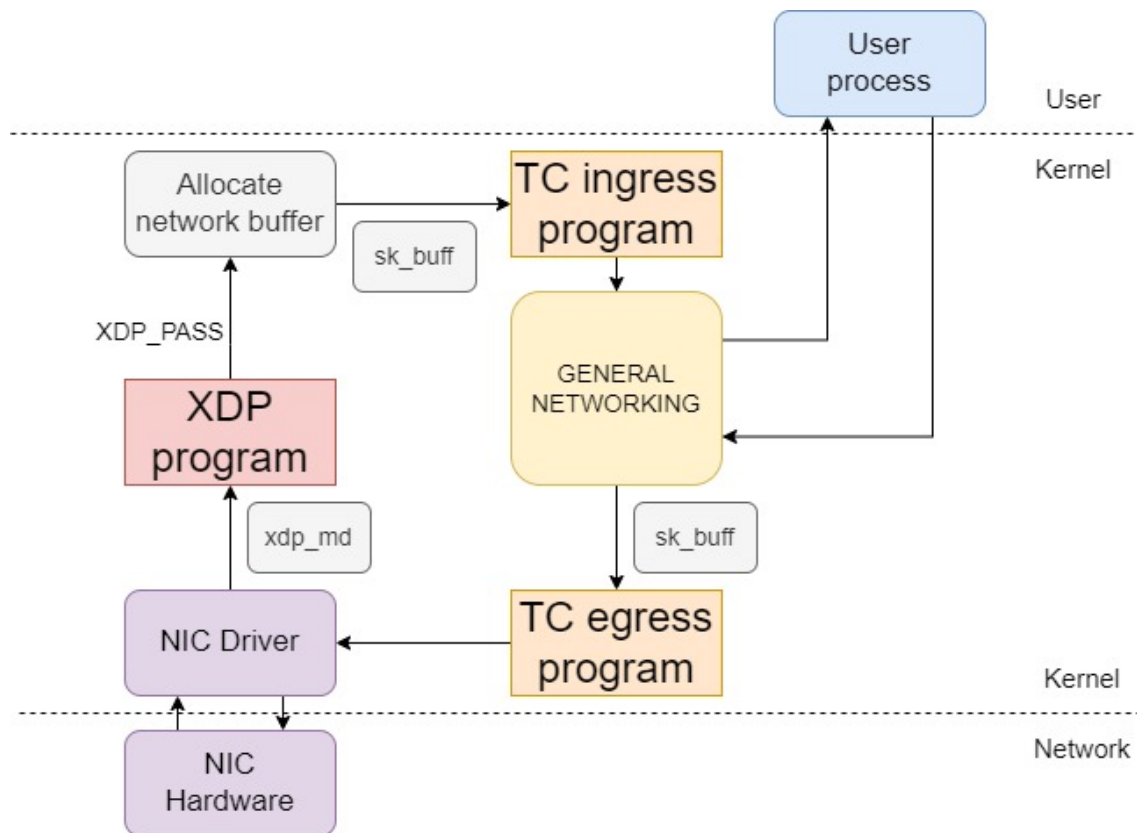 User
process
User
Kernel
Allocate
network buffer
TC ingress
program
sk_buff
XDP_PASS
GENERAL
NETWORKING
XDP
program
xdp_md
sk_buff
NIC Driver
TC egress
program
Kernel
Network
NIC
Hardware